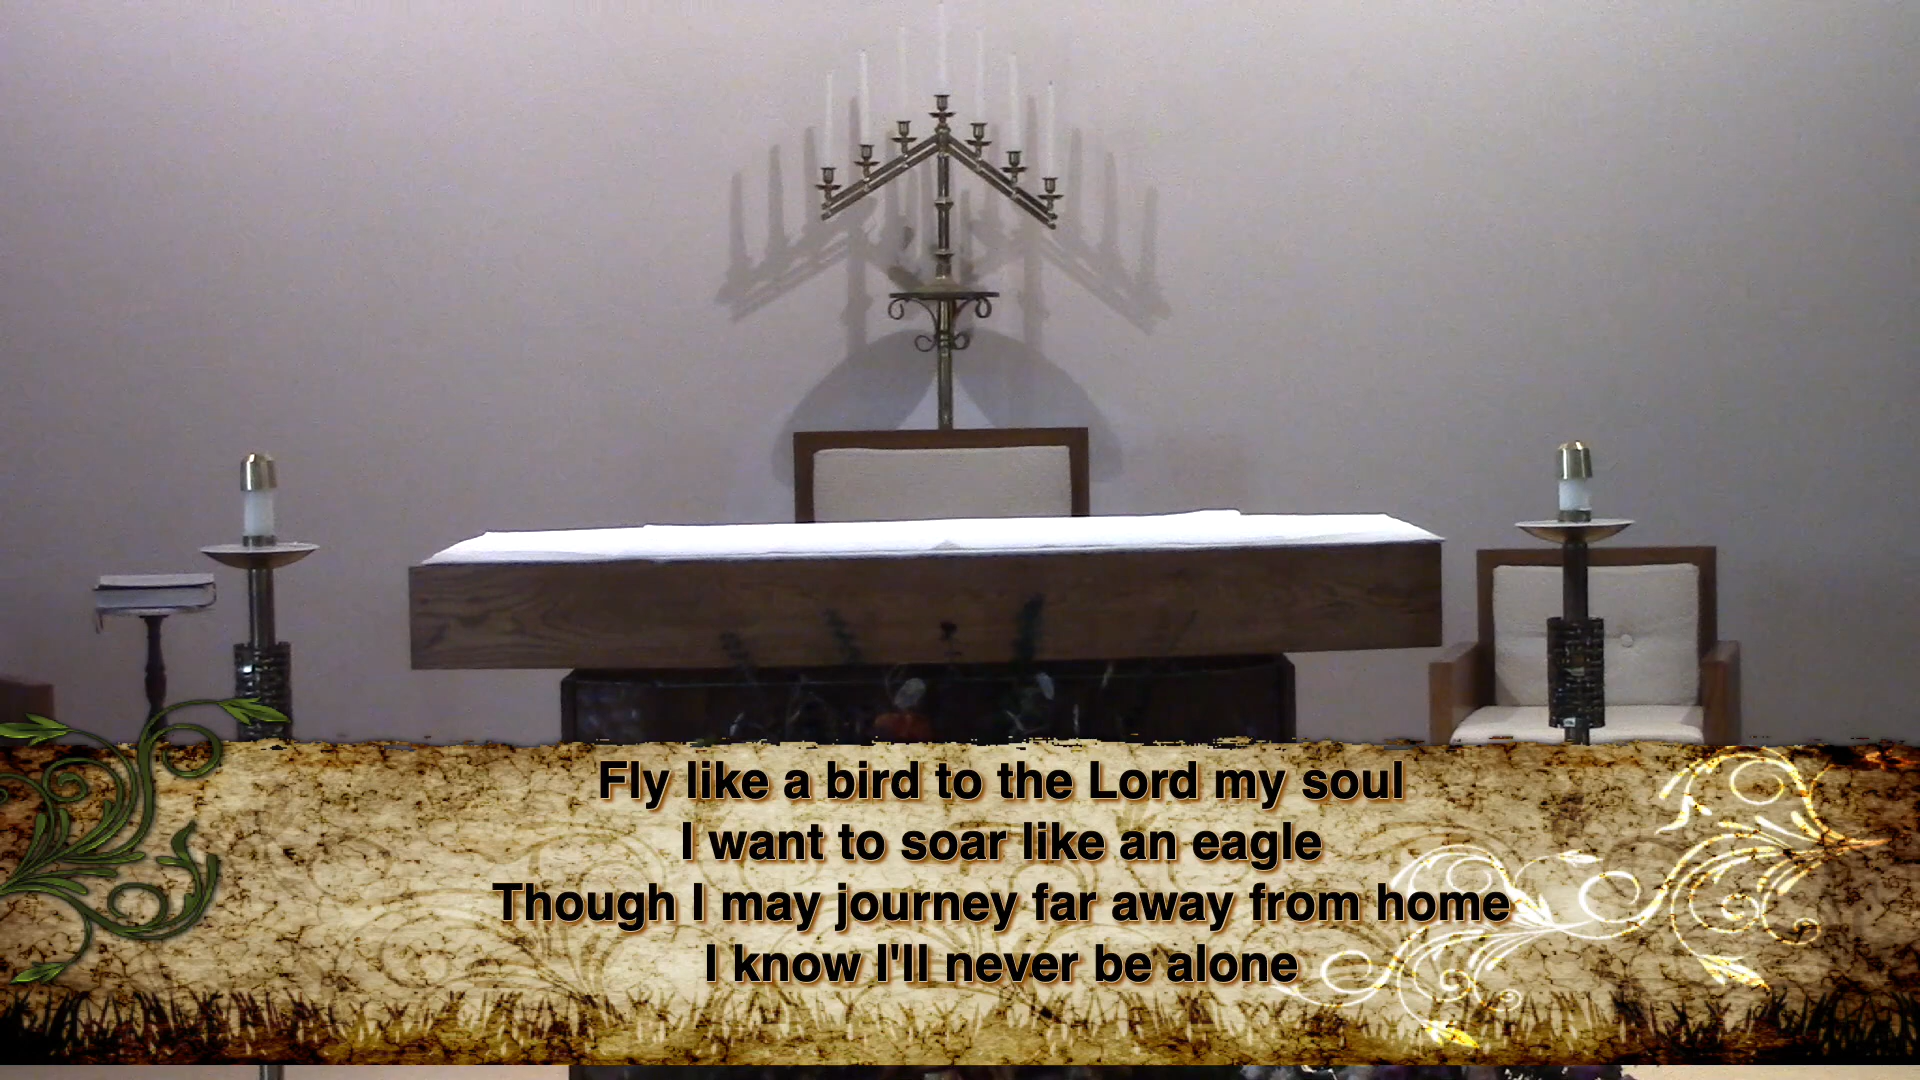 Fly like a bird to the Lord my soul
I want to soar like an eagle
Though I may journey far away from home
I know I'll never be alone